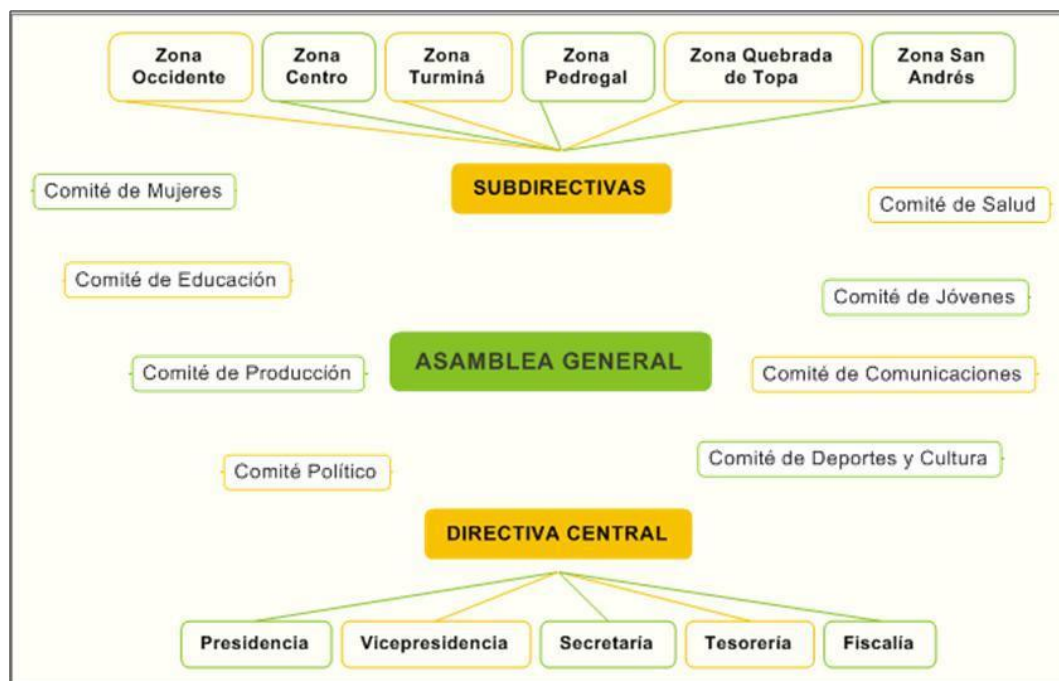 Zona
Occidente
Zona
Centro
Zona
Turminá
Zona
Pedregal
Zona Quebrada
de Topa
Zona San
Andrés
SUBDIRECTIVAS
Comité de Mujeres
Comité de Salud
Comité de Educación
Comité de Jóvenes
ASAMBLEA GENERAL
Comité de Producción
Comité de Comunicaciones
Comité Político
Comité de Deportes y Cultura
DIRECTIVA CENTRAL
Presidencia
Vicepresidencia
Secretaría
Tesorería
Fiscalía